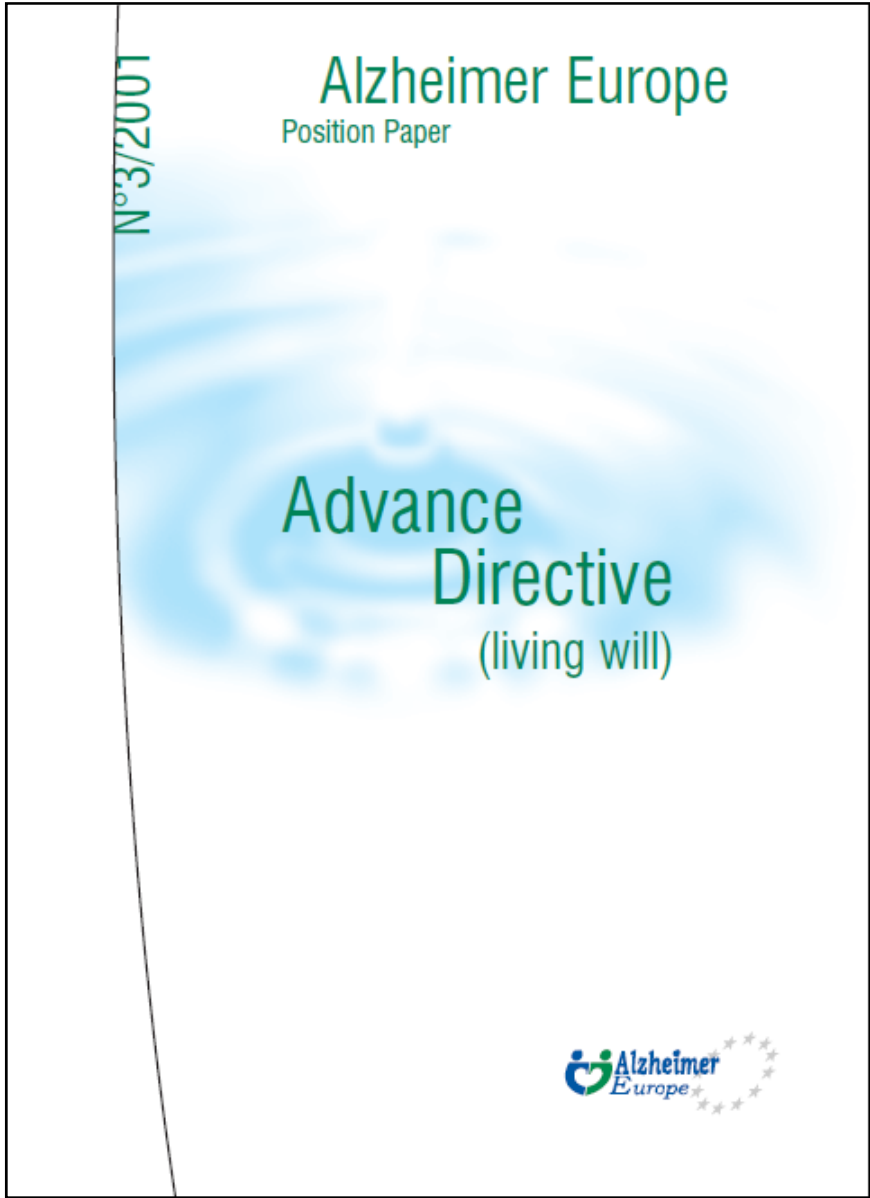 N°3/2001
Alzheimer Europe
Position Paper
Advance
Directive
(living will)
Alzheimer
Europe